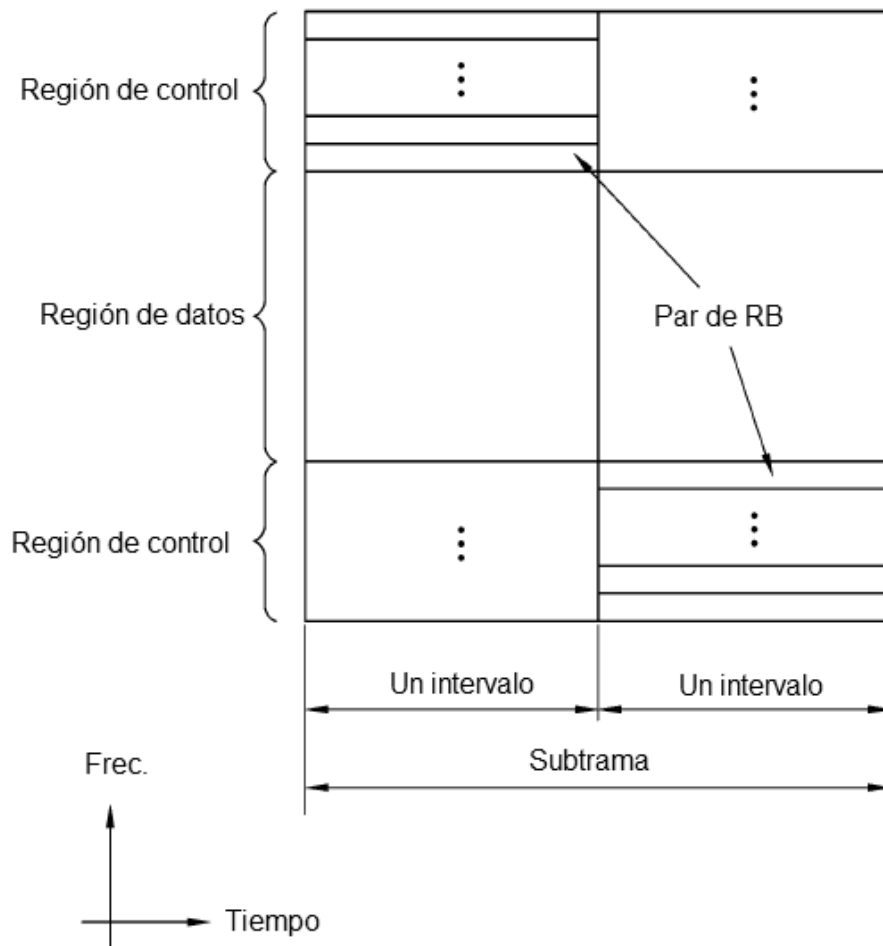 Región de control
Región de datos
Par de RB
Región de control
Un intervalo
Un intervalo
Subtrama
Frec.
Tiempo